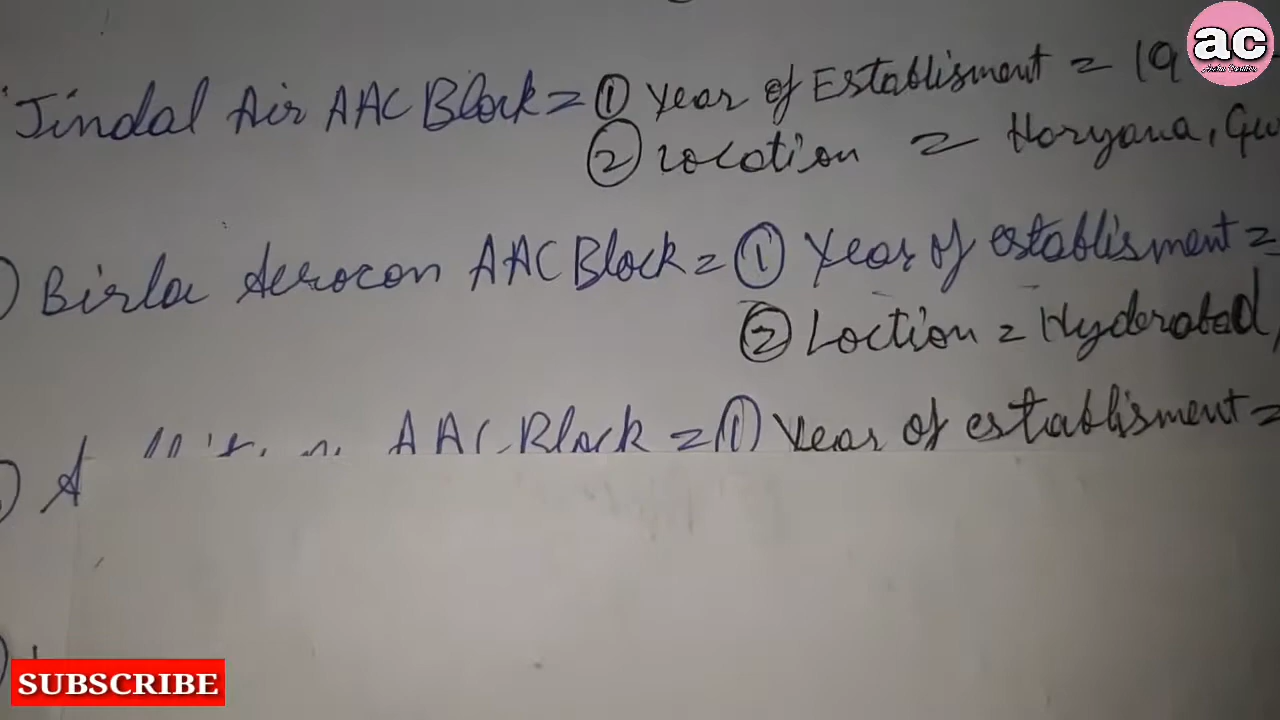 ac
Jindal Air AAC Block = ① Year of Establisment = 19
② Location = Haryana,
Birla Aerocon AAC Block = ① Year of establisment =
② Loction = Hyderabad,
AAC Block = ① Year of establisment =
SUBSCRIBE